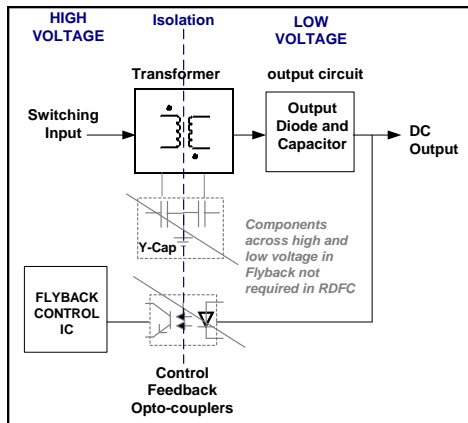 HIGH
VOLTAGE
Isolation
LOW
VOLTAGE
Transformer
output circuit
Switching
Input
Output
Diode and
Capacitor
DC
Output
Y-Cap
Components
across high and
low voltage in
Flyback not
required in RDFC
FLYBACK
CONTROL
IC
Control
Feedback
Opto-couplers